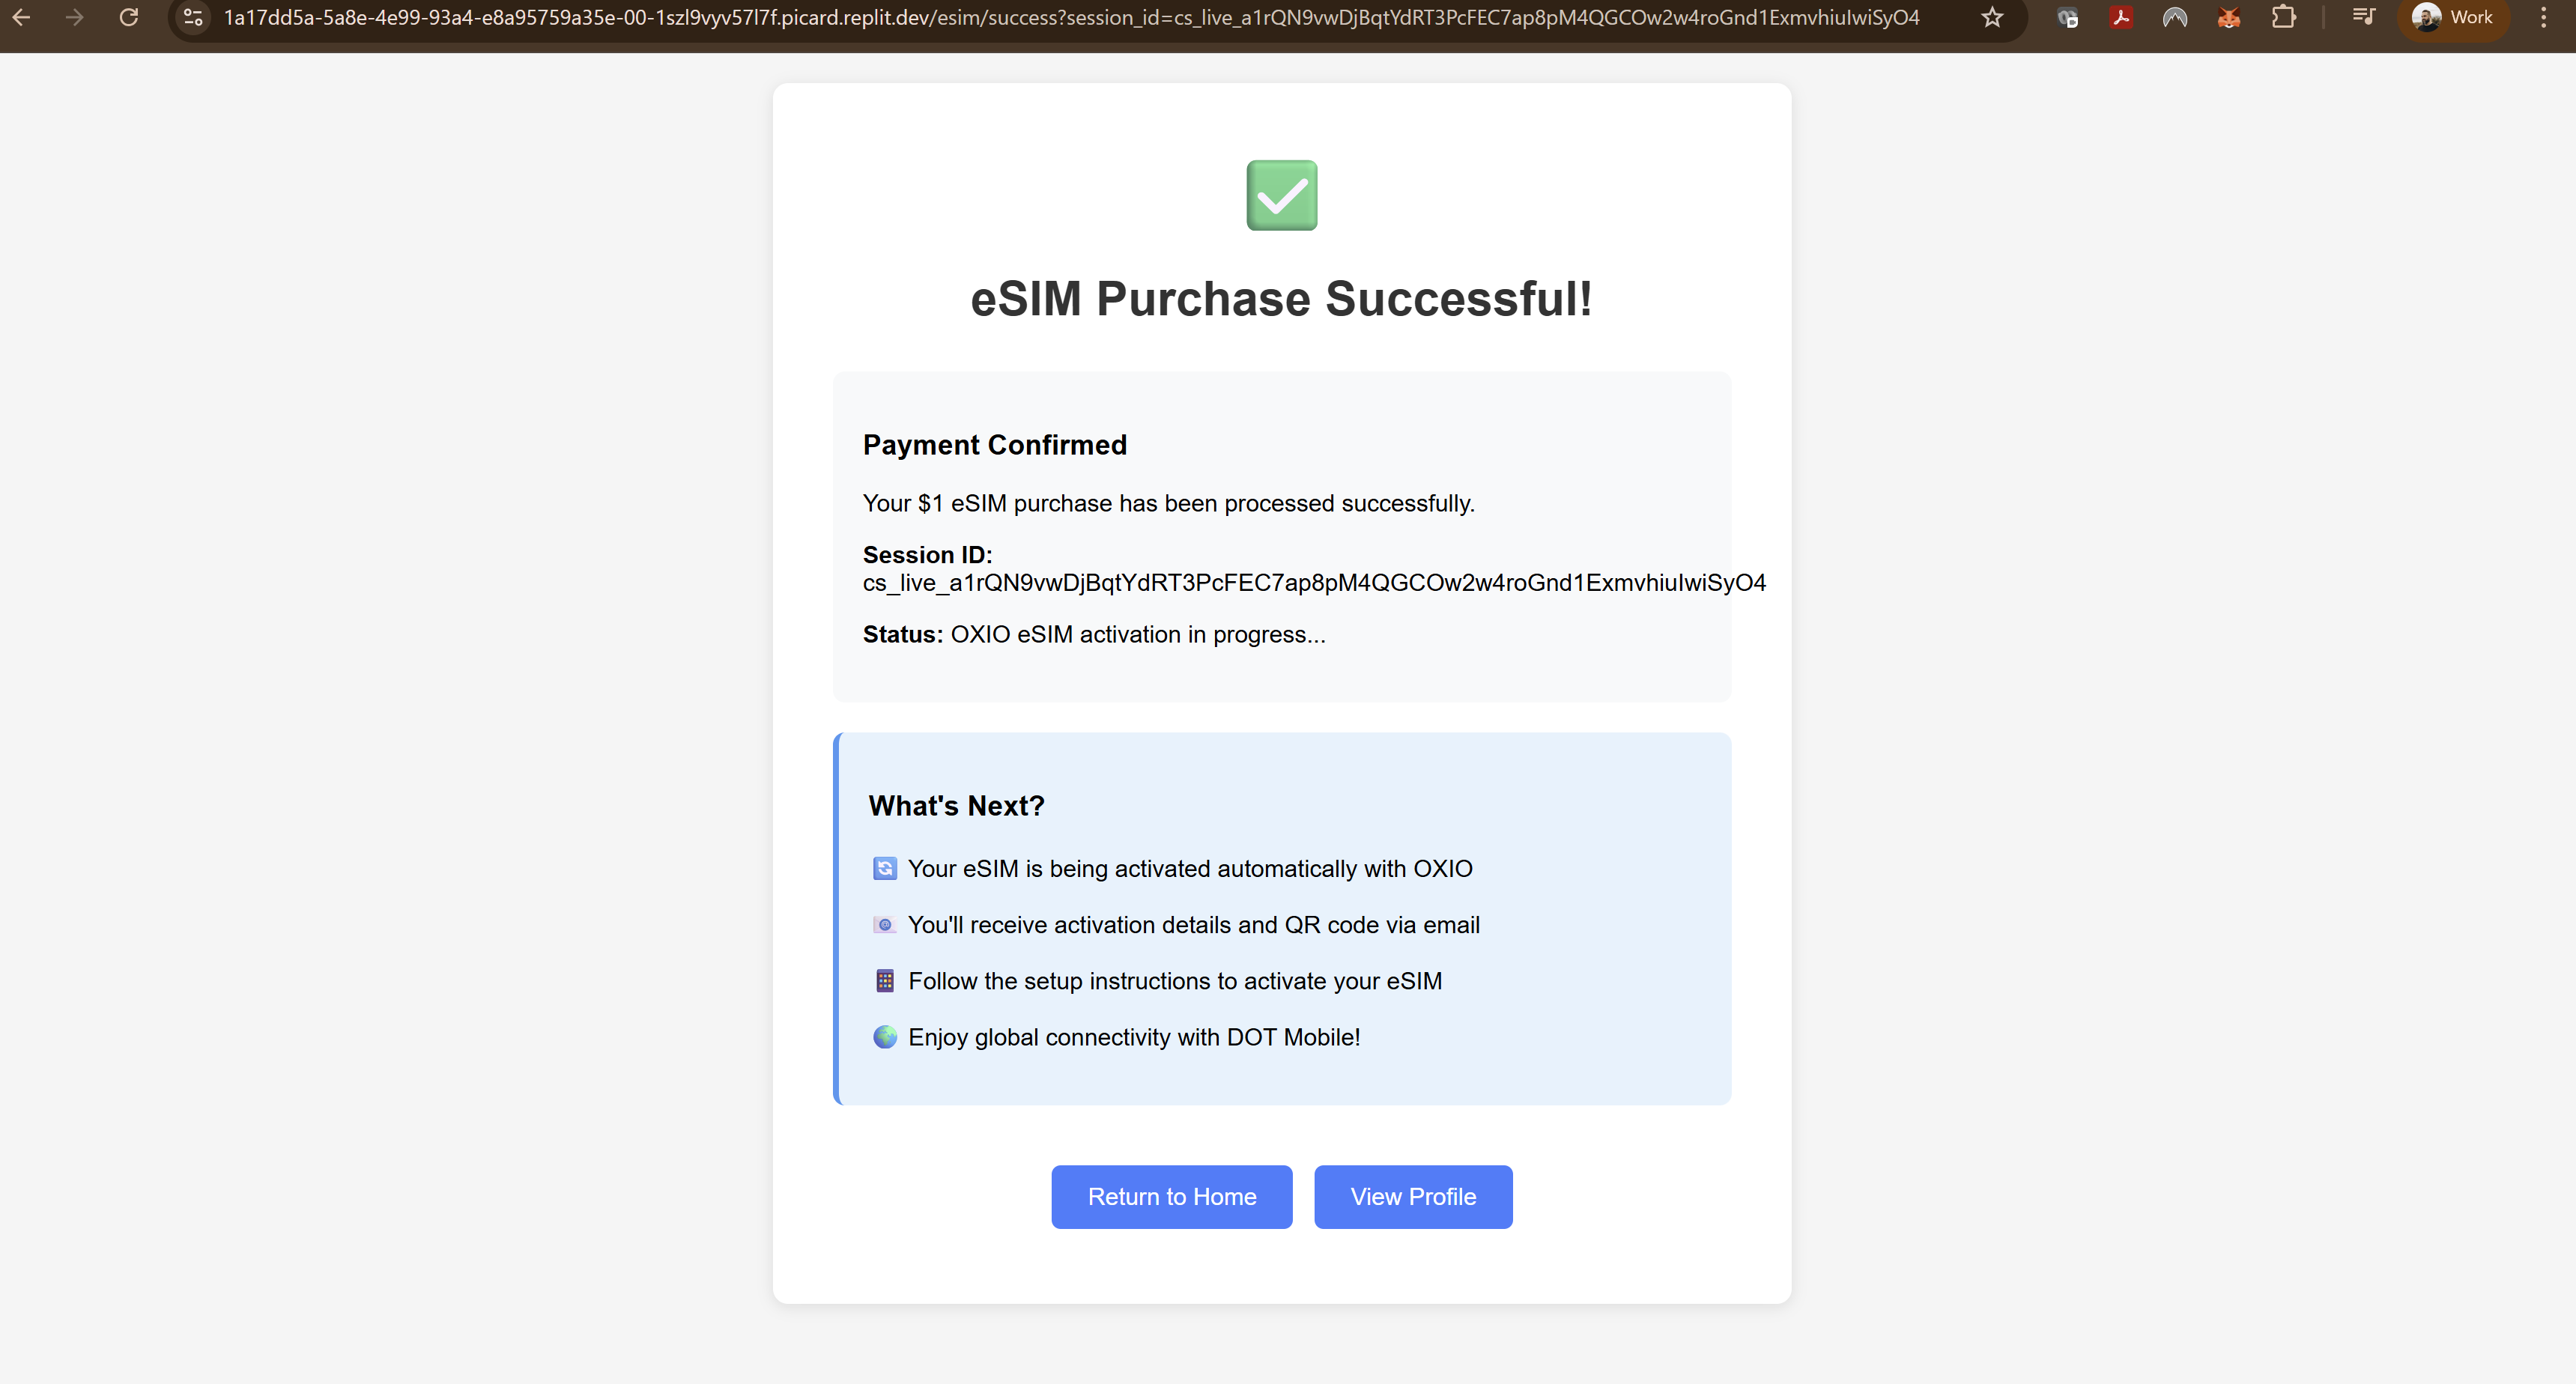 1a17dd5a-5a8e-4e99-93a4-e8a95759a35e-00-1szl9vyv57l7f.picard.replit.dev/esim/success?session_id=cs_live_a1rQN9vwDjBqtYdRT3PcFEC7ap8pM4QGCOw2w4roGnd1ExmvhiuIwiSyO4
Work
eSIM Purchase Successful!
Payment Confirmed
Your $1 eSIM purchase has been processed successfully.
Session ID:
cs_live_a1rQN9vwDjBqtYdRT3PcFEC7ap8pM4QGCOw2w4roGnd1ExmvhiuIwiSyO4
Status: OXIO eSIM activation in progress...
What's Next?
Your eSIM is being activated automatically with OXIO
You'll receive activation details and QR code via email
Follow the setup instructions to activate your eSIM
Enjoy global connectivity with DOT Mobile!
Return to Home
View Profile